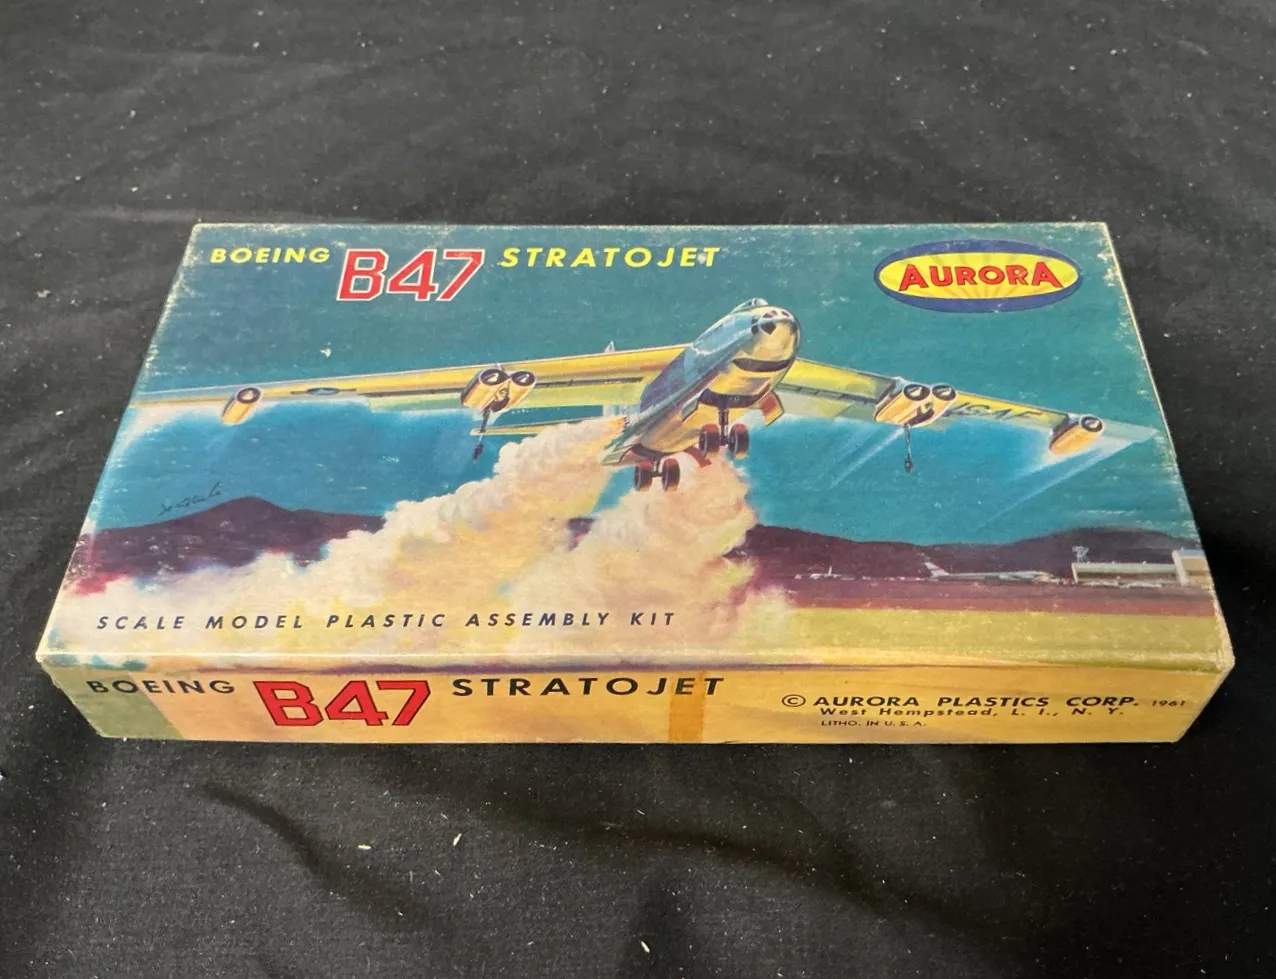 BOEING B47 STRATOJET
AURORA
USAF
SCALE MODEL PLASTIC ASSEMBLY KIT
BOEING B47 STRATOJET
© AURORA PLASTICS CORP. 1961
West Hempstead, L. I., N. Y.
LITHO. IN U. S. A.